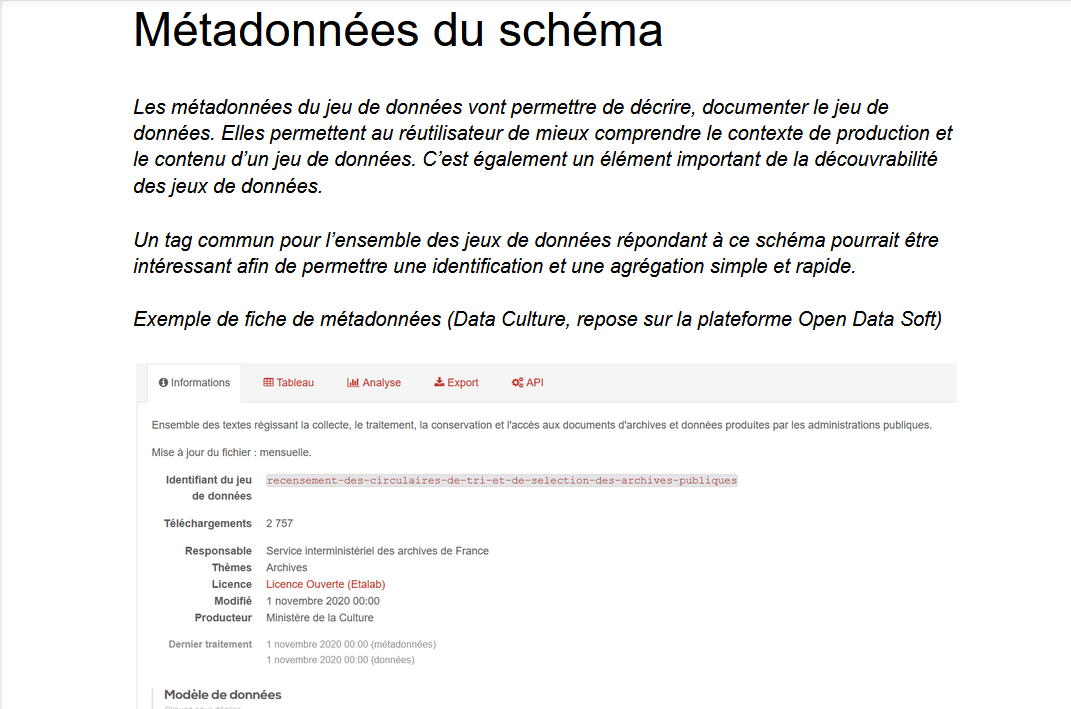 Métadonnées du schéma
Les métadonnées du jeu de données vont permettre de décrire, documenter le jeu de
données. Elles permettent au réutilisateur de mieux comprendre le contexte de production et
le contenu d’un jeu de données. C’est également un élément important de la découvrabilité
des jeux de données.
Un tag commun pour l’ensemble des jeux de données répondant à ce schéma pourrait être
intéressant afin de permettre une identification et une agrégation simple et rapide.
Exemple de fiche de métadonnées (Data Culture, repose sur la plateforme Open Data Soft)
Informations Tableau Analyse Export API
Ensemble des textes régissant la collecte, le traitement, la conservation et l'accès aux documents d'archives et données produites par les administrations publiques.
Mise à jour du fichier : mensuelle.
Identifiant du jeu recensement-des-circulaires-de-tri-et-de-selection-des-archives-publiques
de données
Téléchargements 2 757
Responsable Service interministériel des archives de France
Thèmes Archives
Licence Licence Ouverte (Etalab)
Modifié 1 novembre 2020 00:00
Producteur Ministère de la Culture
Dernier traitement 1 novembre 2020 00:00 (métadonnées)
1 novembre 2020 00:00 (données)
Modèle de données